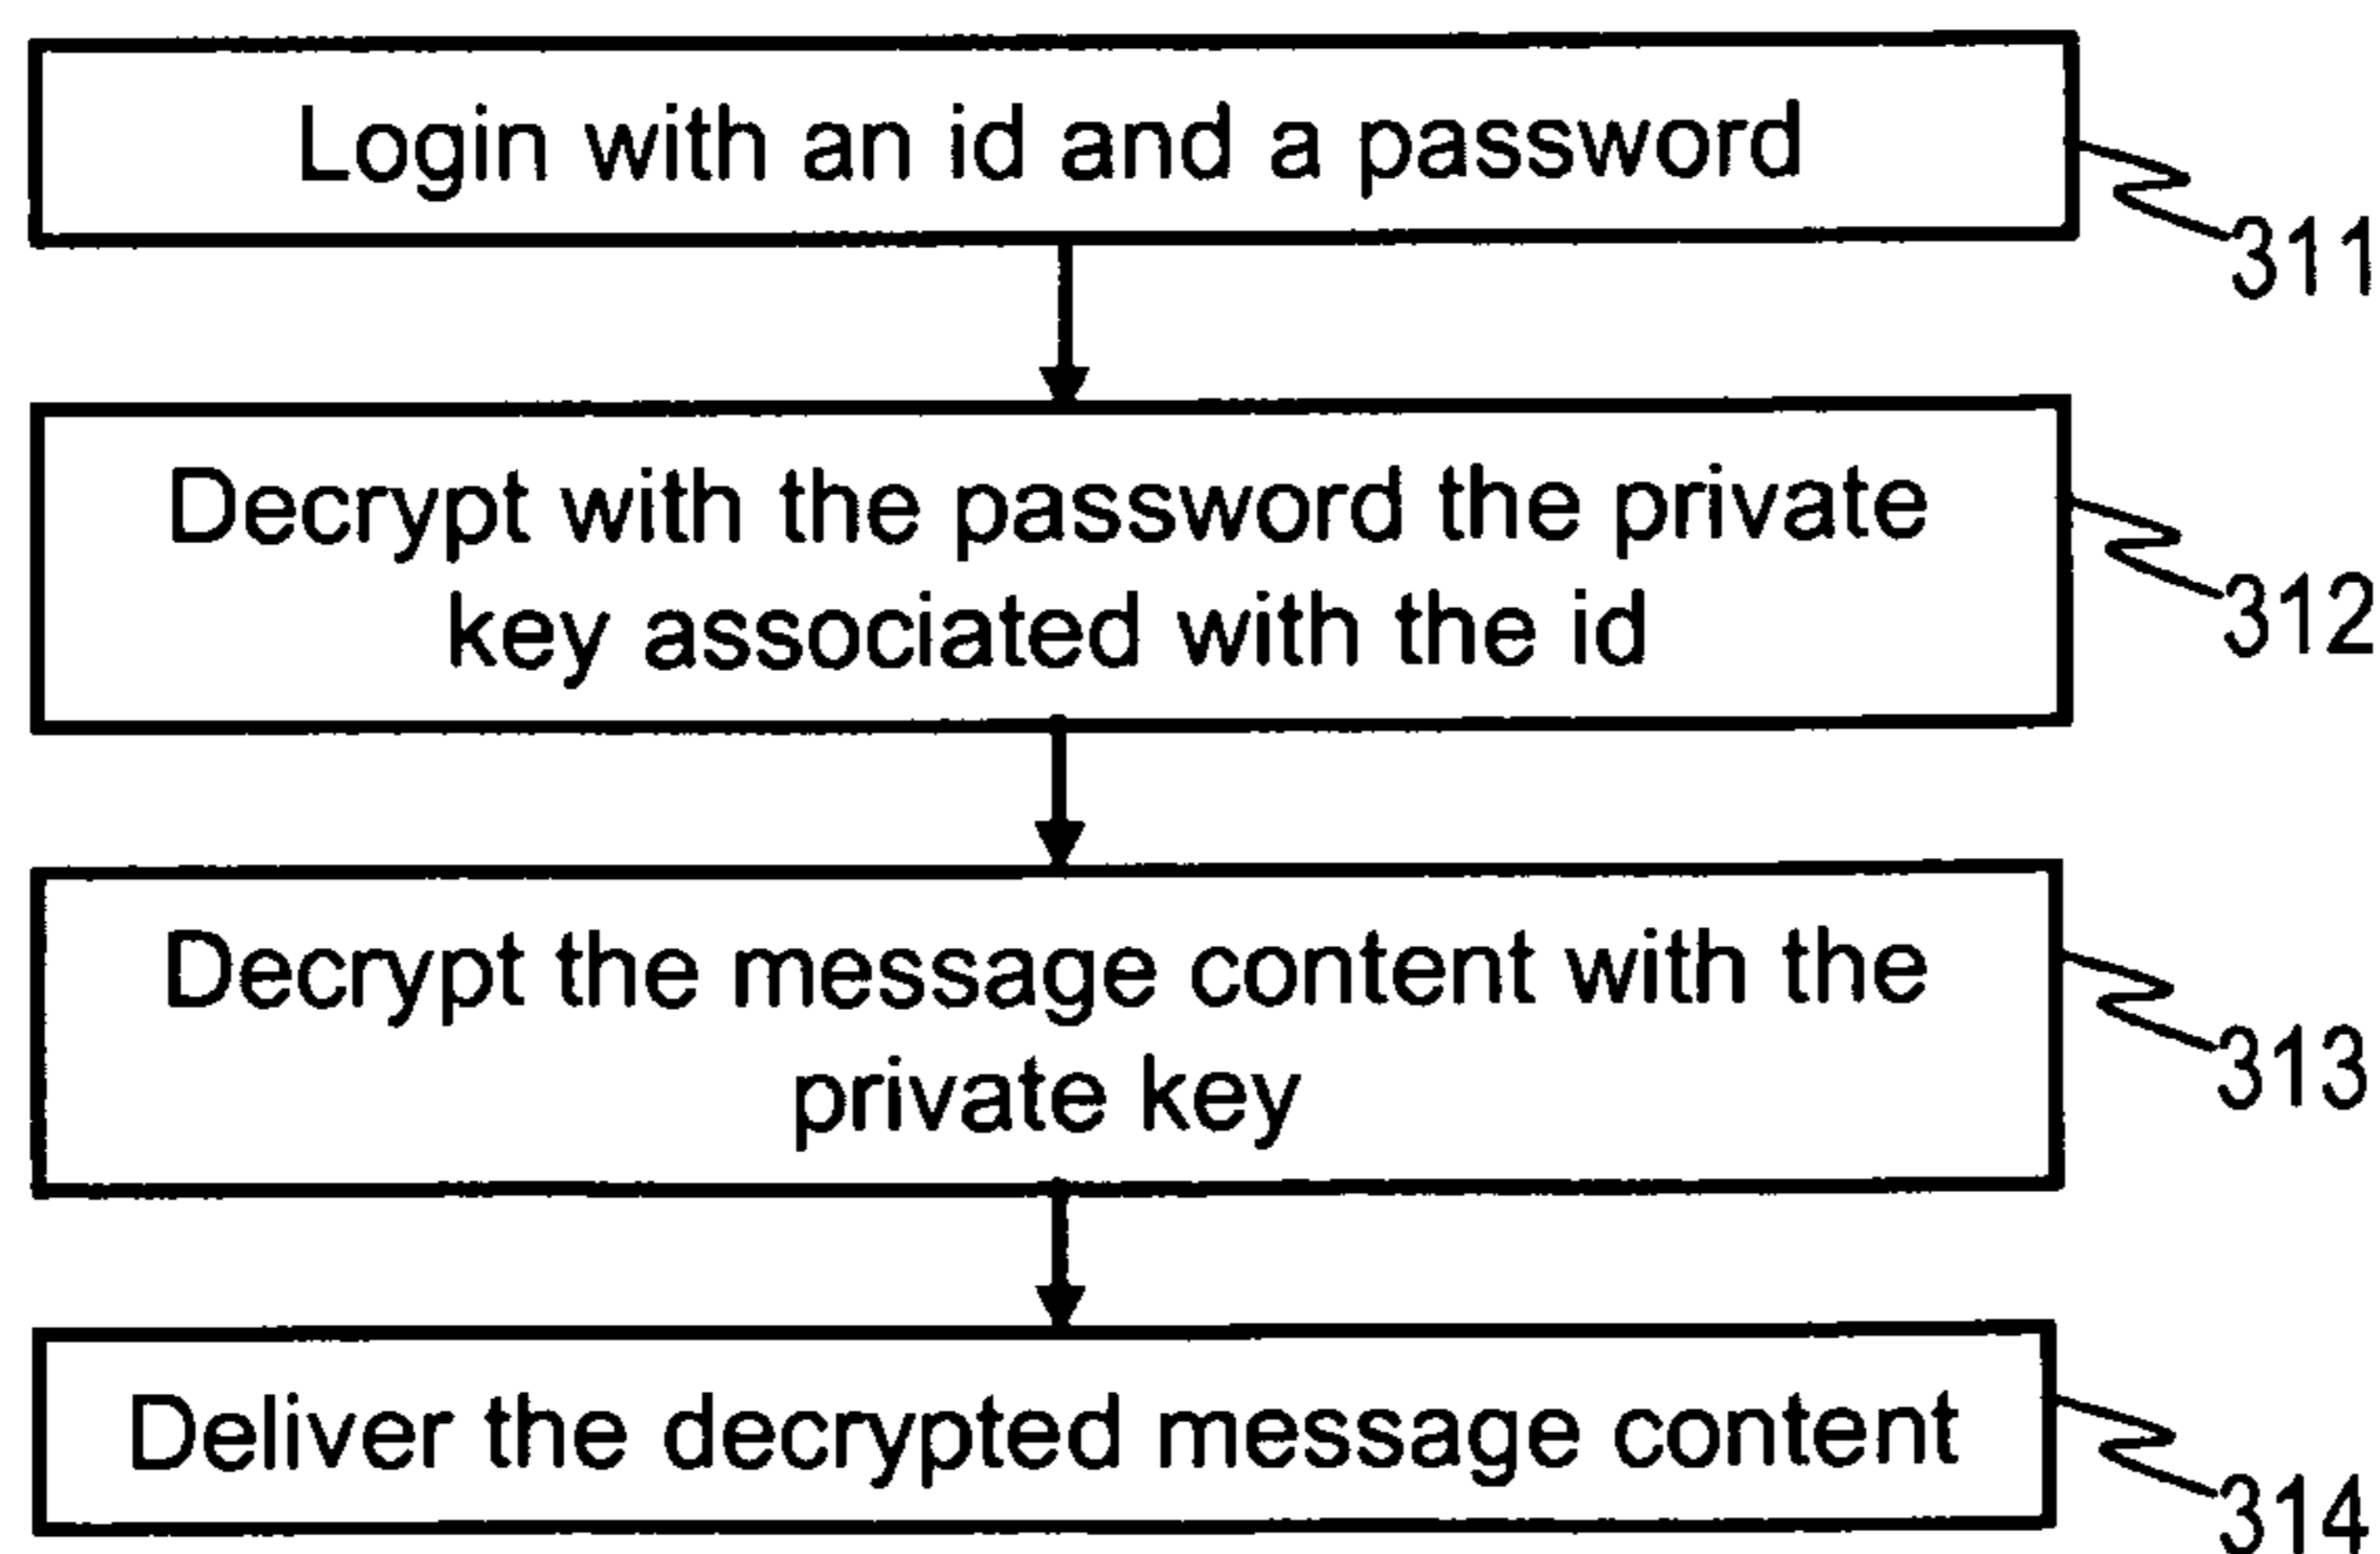 Login with an id and a password
311
Decrypt with the password the private
key associated with the id
312
Decrypt the message content with the
private key
313
Deliver the decrypted message content
314